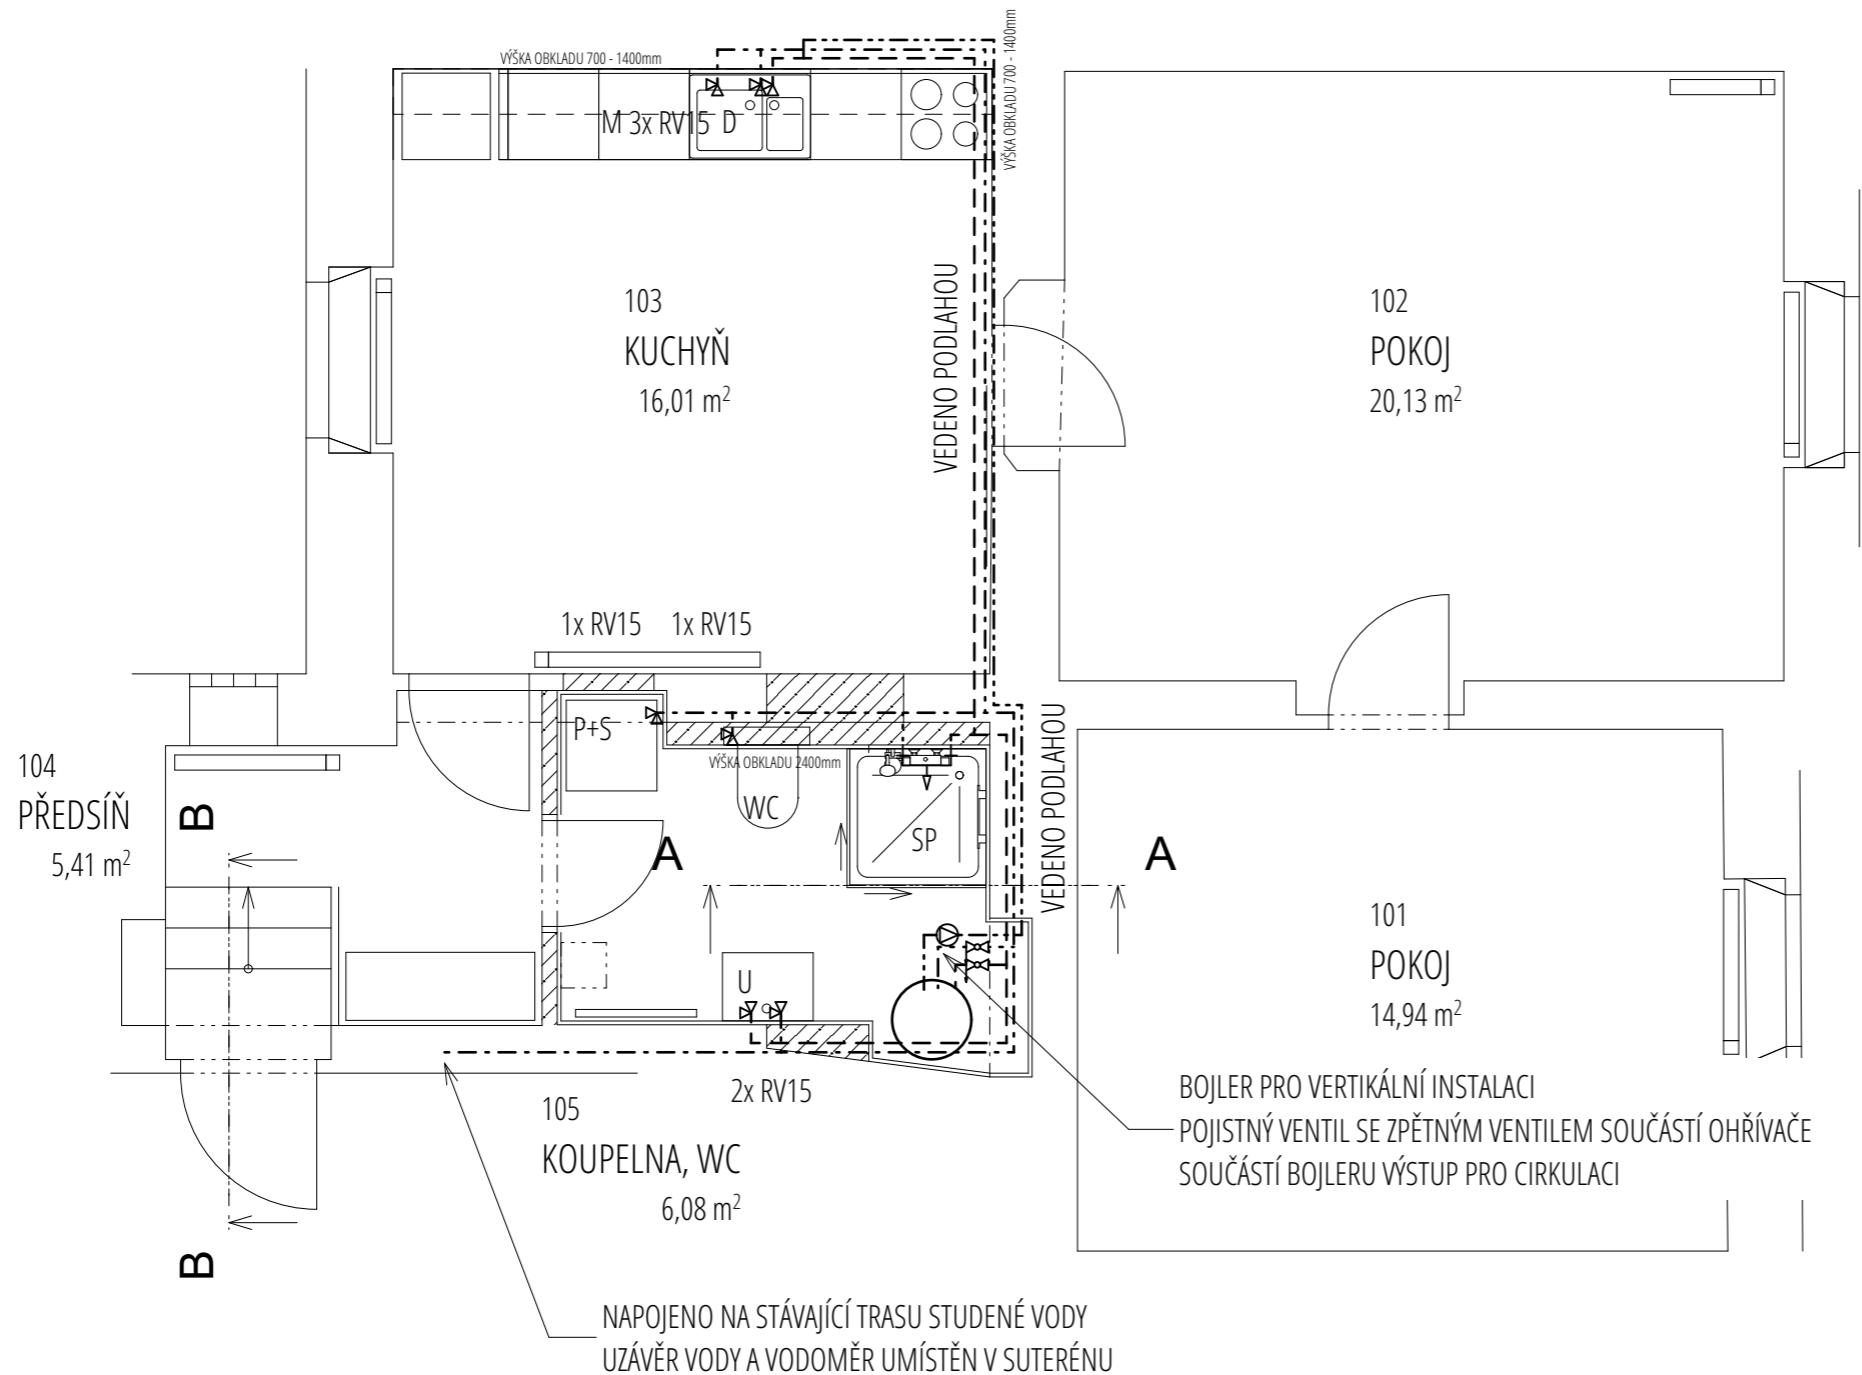 VÝŠKA OBKLADU 700 - 1400mm
VÝŠKA OBKLADU 700 - 1400mm
M 3x RV15 D
103
KUCHYŇ
16,01 m²
VEDENO PODLAHOU
102
POKOJ
20,13 m²
1x RV15 1x RV15
P+S
VÝŠKA OBKLADU 2400mm
WC
SP
VEDENO PODLAHOU
104
PŘEDSÍŇ
5,41 m²
B
A
A
101
POKOJ
14,94 m²
U
2x RV15
105
KOUPELNA, WC
6,08 m²
B
BOJLER PRO VERTIKÁLNÍ INSTALACI
POJISTNÝ VENTIL SE ZPĚTNÝM VENTILEM SOUČÁSTÍ OHŘÍVAČE
SOUČÁSTÍ BOJLERU VÝSTUP PRO CIRKULACI
NAPOJENO NA STÁVAJÍCÍ TRASU STUDENÉ VODY
UZÁVĚR VODY A VODOMĚR UMÍSTĚN V SUTERÉNU